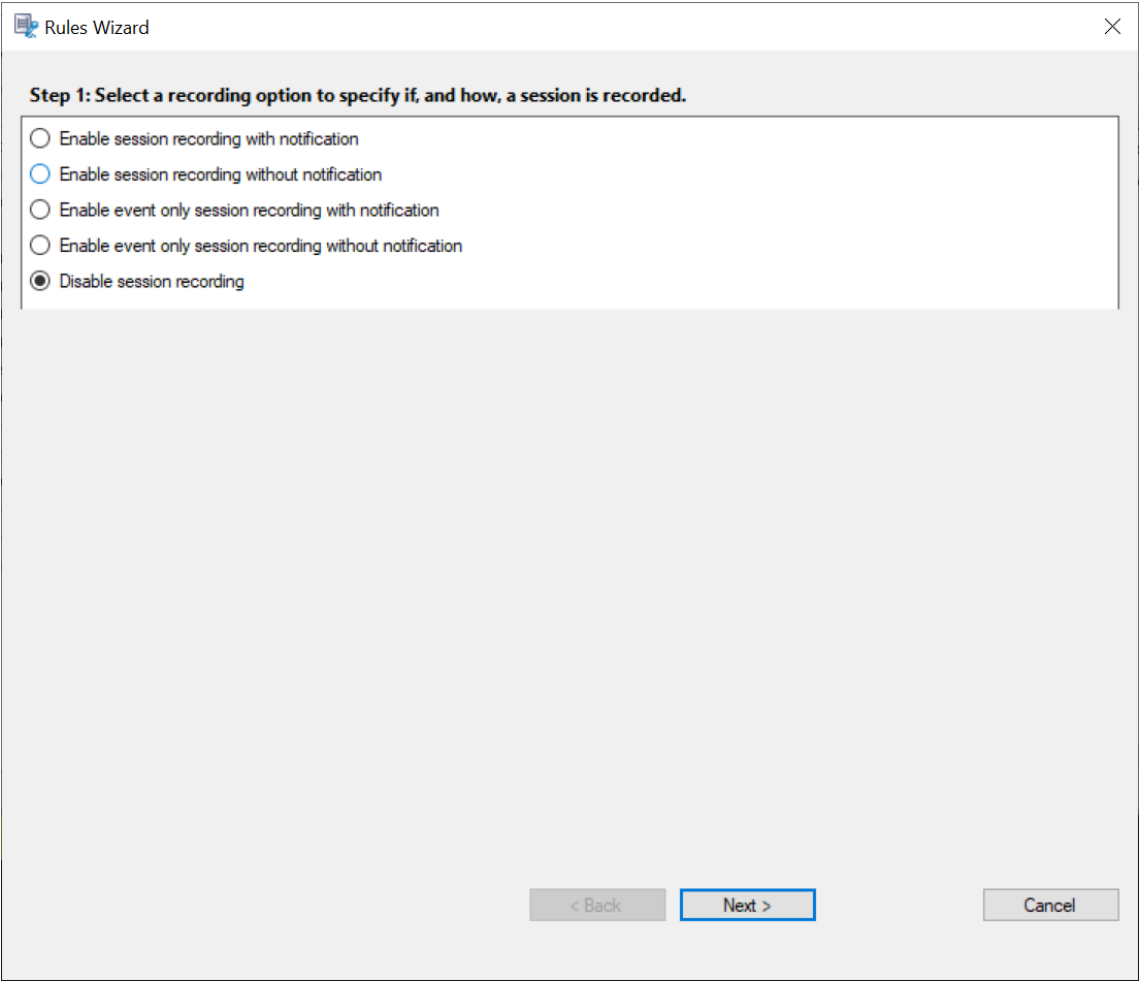 Rules Wizard
Step 1: Select a recording option to specify if, and how, a session is recorded.
Enable session recording with notification
Enable session recording without notification
Enable event only session recording with notification
Enable event only session recording without notification
Disable session recording
< Back
Next >
Cancel